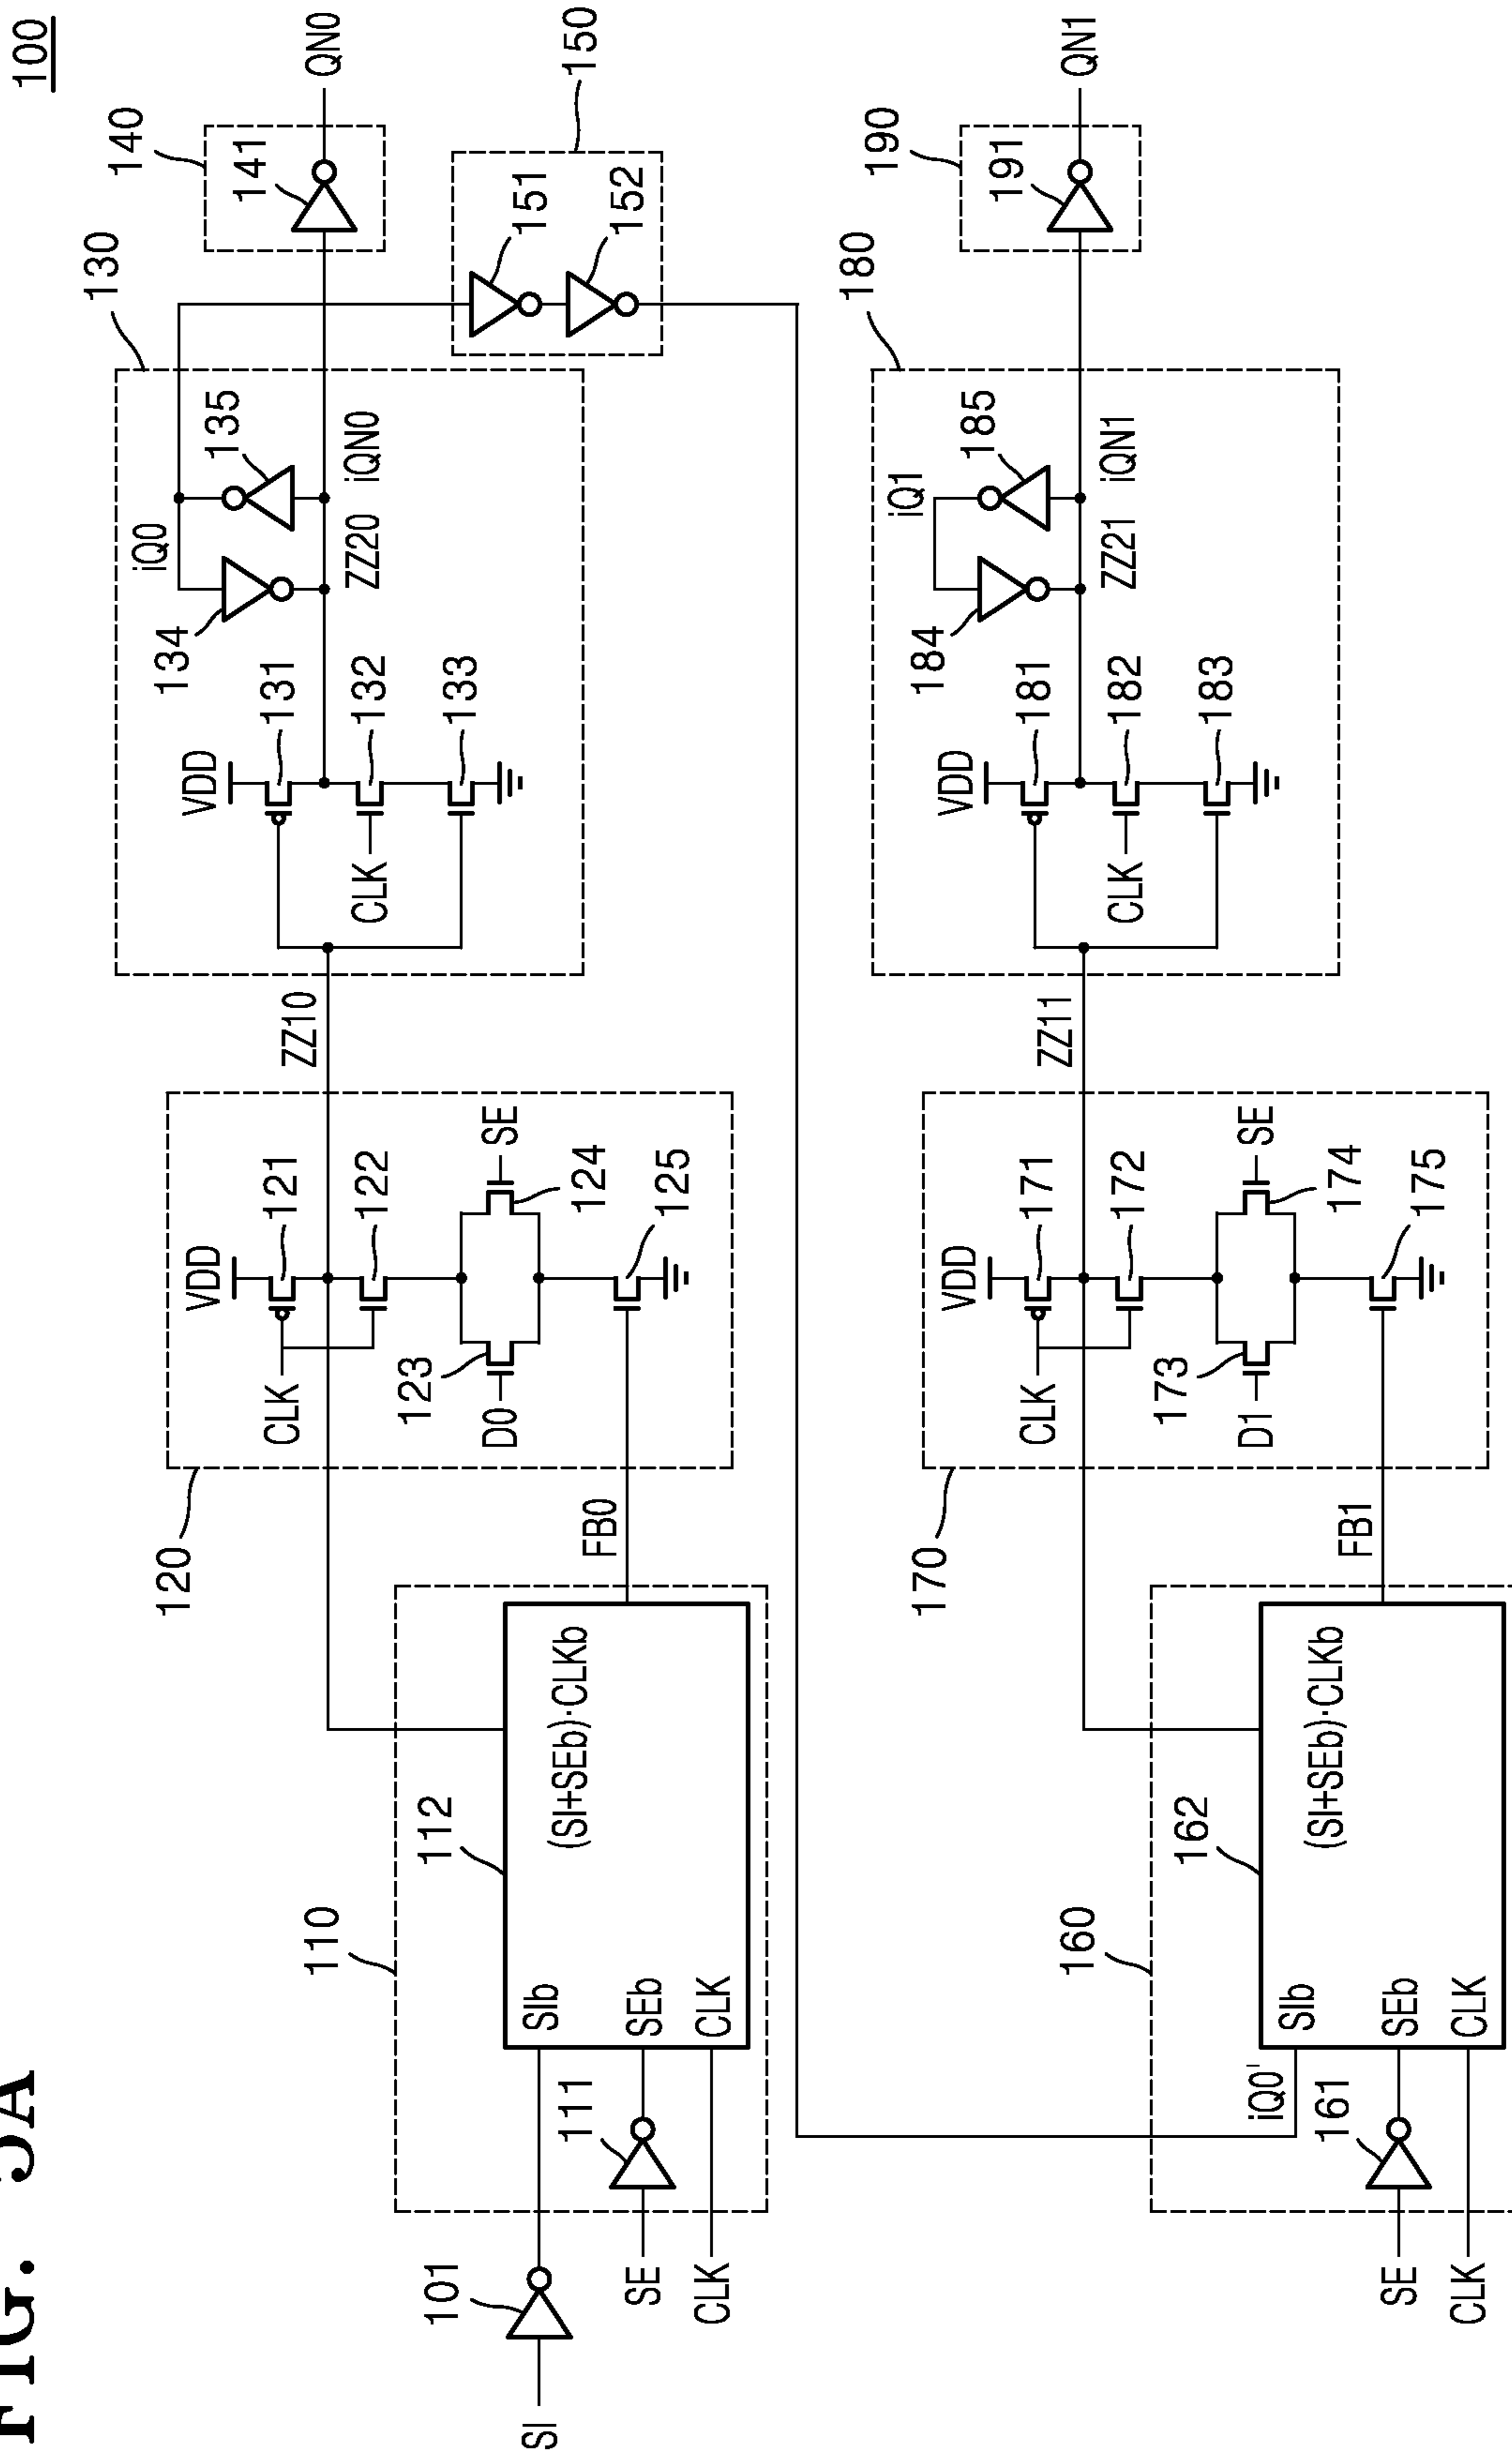 FIG. 3A
100
SI
101
110
SE
111
CLK
SIb
SEb
CLK
112
(SI+SEb)·CLKb
FB0
120
VDD
121
CLK
122
D0
123
SE
124
125
ZZ10
130
VDD
131
CLK
132
133
134
iQ0
135
ZZ20
iQN0
140
141
QN0
150
151
152
160
iQ0'
SE
161
CLK
SIb
SEb
CLK
162
(SI+SEb)·CLKb
FB1
170
VDD
171
CLK
172
D1
173
SE
174
175
ZZ11
180
VDD
181
CLK
182
183
184
iQ1
185
ZZ21
iQN1
190
191
QN1